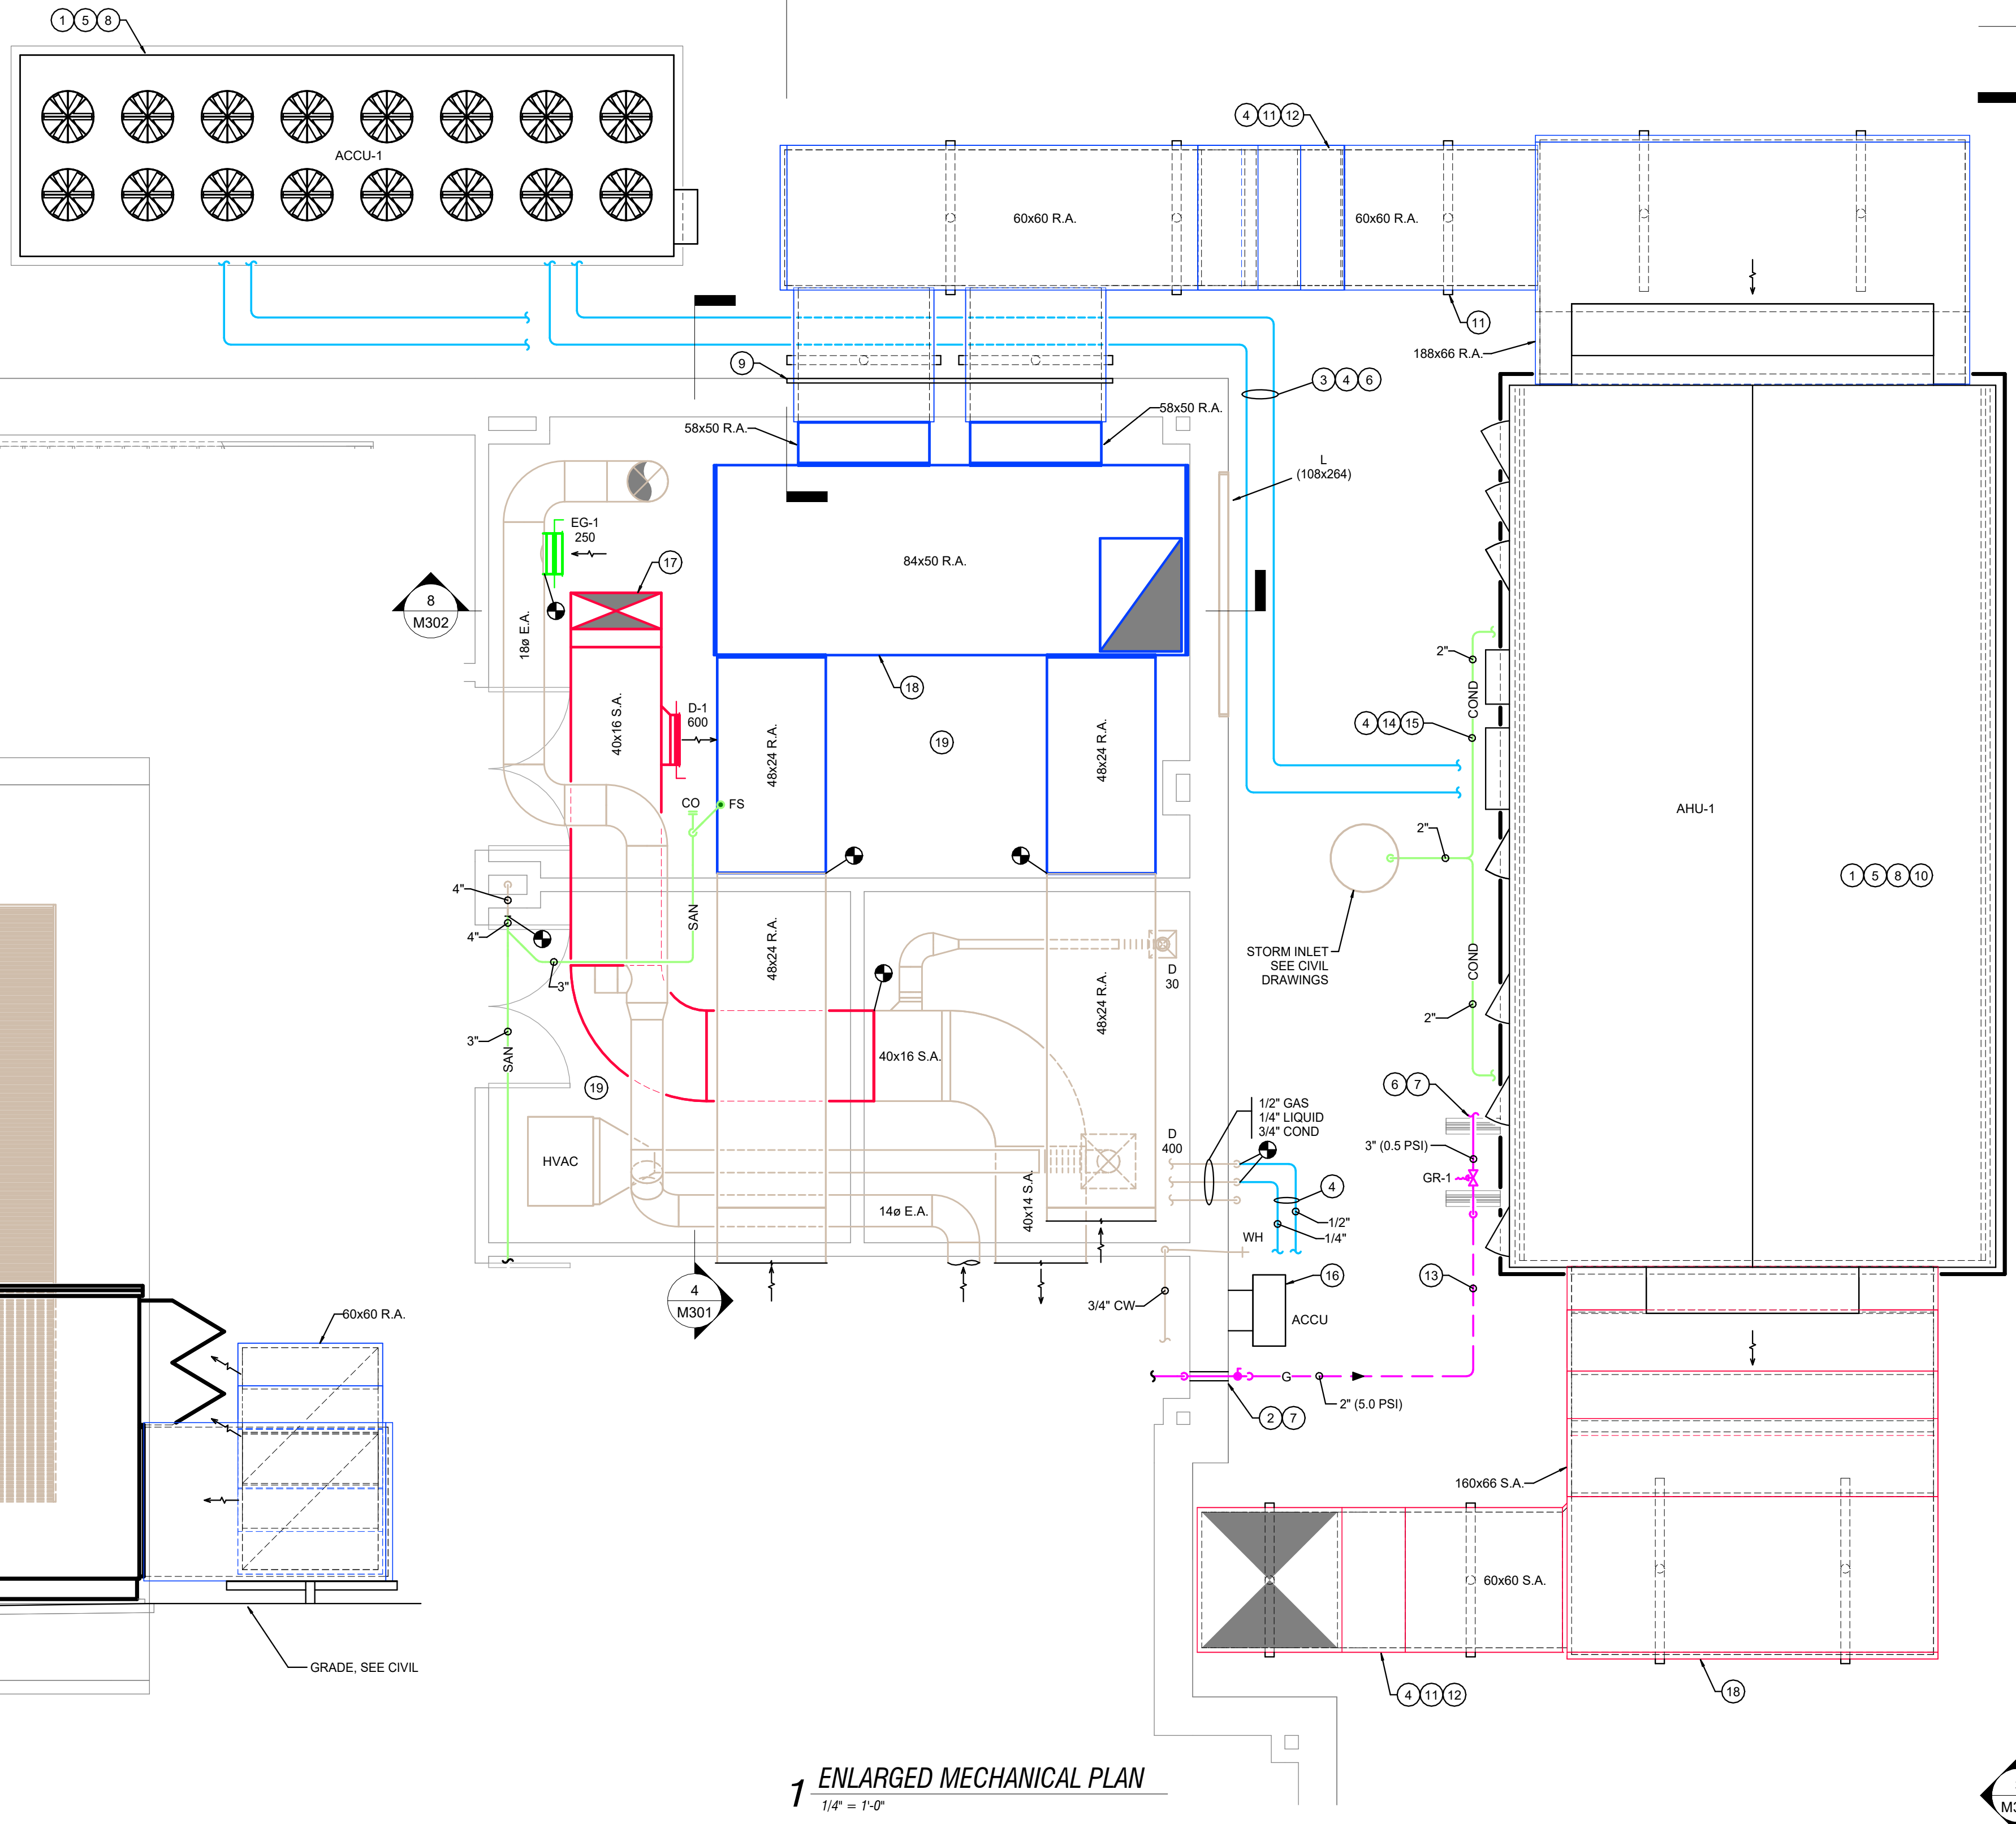 1 5 8
ACCU-1
4 11 12
60x60 R.A.
60x60 R.A.
11
188x66 R.A.
9
3 4 6
58x50 R.A.
58x50 R.A.
L
(108x264)
EG-1
250
17
84x50 R.A.
8
M302
18ø E.A.
40x16 S.A.
18
D-1
600
19
48x24 R.A.
48x24 R.A.
2"
COND
4 14 15
CO
FS
AHU-1
2"
1 5 8 10
4"
4"
SAN
48x24 R.A.
3"
D
30
48x24 R.A.
STORM INLET
SEE CIVIL
DRAWINGS
COND
2"
3"
SAN
40x16 S.A.
19
6 7
1/2" GAS
1/4" LIQUID
3/4" COND
D
400
3" (0.5 PSI)
GR-1
HVAC
4
40x14 S.A.
14ø E.A.
1/2"
1/4"
WH
4
M301
16
13
3/4" CW
ACCU
60x60 R.A.
G
2" (5.0 PSI)
2 7
160x66 S.A.
60x60 S.A.
GRADE, SEE CIVIL
4 11 12
18
1 ENLARGED MECHANICAL PLAN
1/4" = 1'-0"